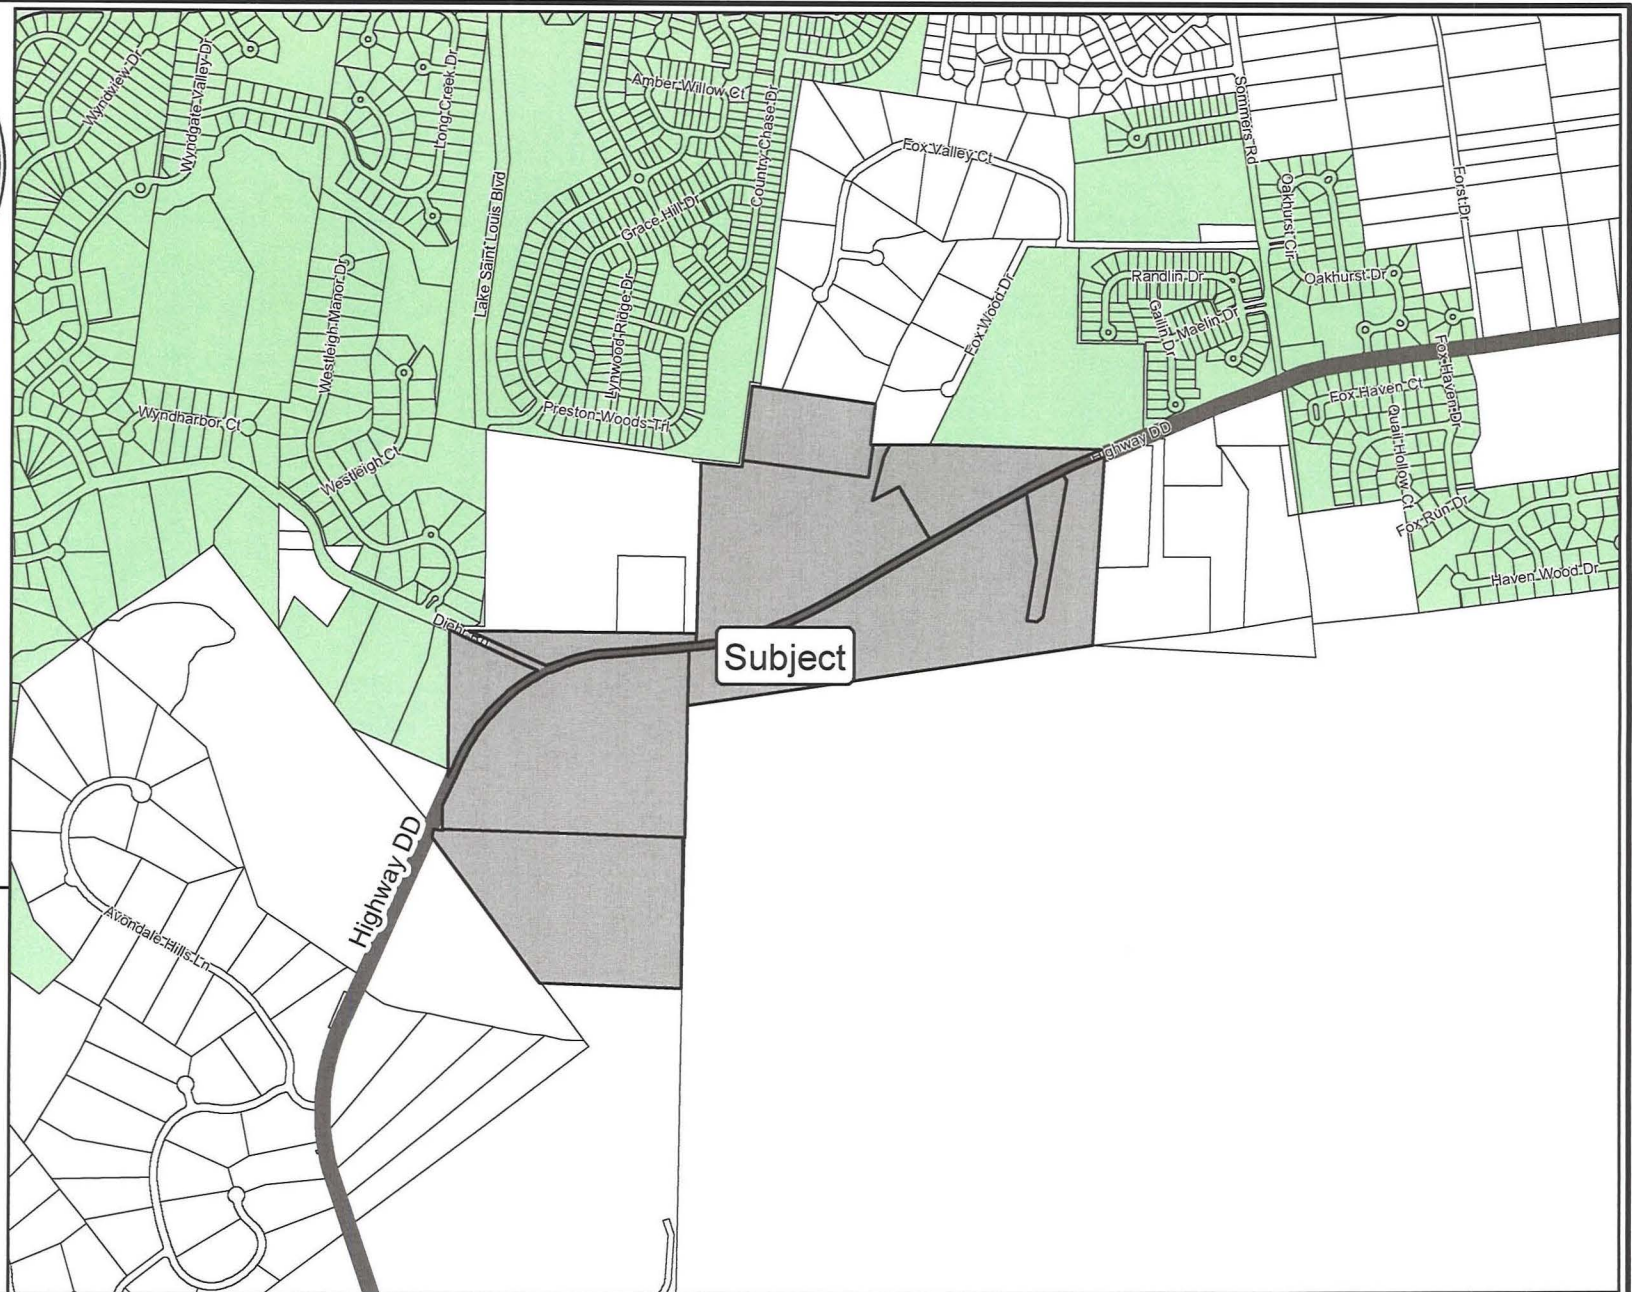 Wyndview Dr
Wyndgate Valley Dr
Long Creek Dr
Amber Willow Ct
Country Chase Dr
Sommers Rd
Fox Valley Ct
Lake Saint Louis Blvd
Grace Hill Dr
Oakhurst Cir
Forst Dr
Westleigh Manor Dr
Lynwood Ridge Dr
Fox Wood Dr
Randlin Dr
Gailin Dr
Maelin Dr
Oakhurst Dr
Fox Haven Dr
Fox Haven Ct
Wyndharbor Ct
Preston Woods Trl
Highway DD
Quail Hollow Ct
Westleigh Ct
Fox Run Dr
Haven Wood Dr
Diehr Rd
Subject
Highway DD
Avondale Hills Ln